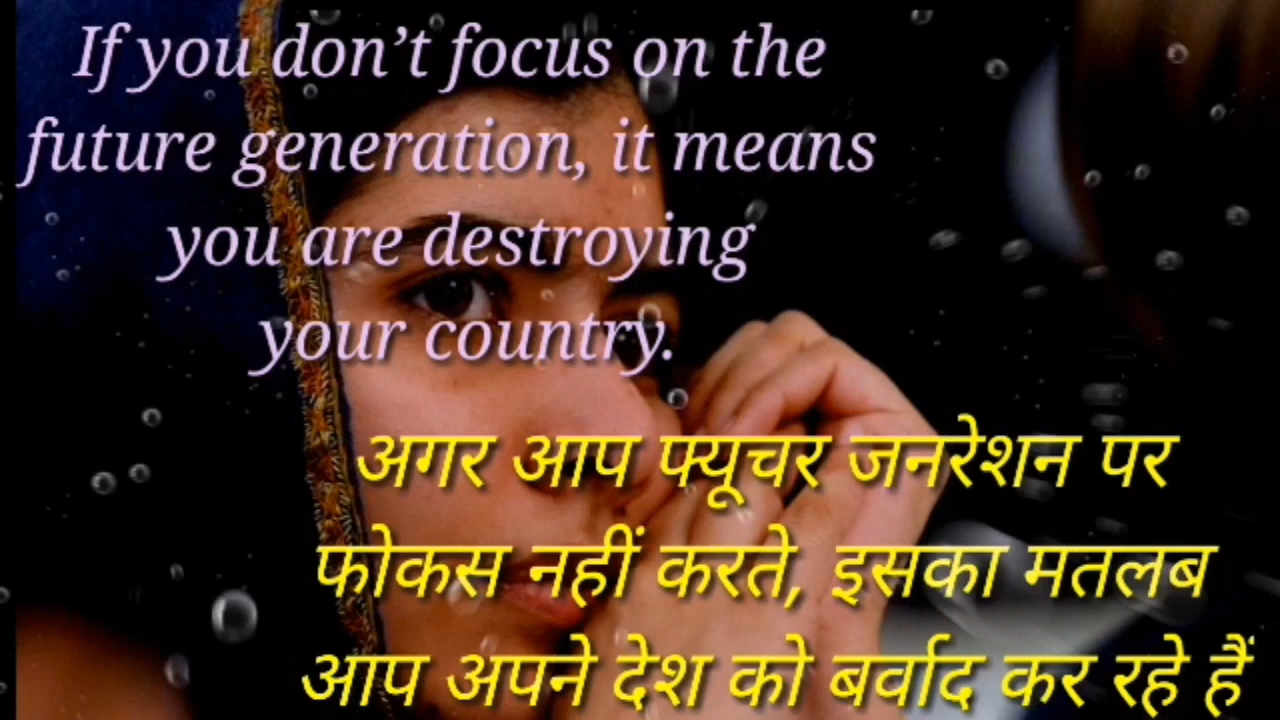 If you don’t focus on the
future generation, it means
you are destroying
your country.
अगर आप फ्यूचर जनरेशन पर
फोकस नहीं करते, इसका मतलब
आप अपने देश को बर्वाद कर रहे हैं